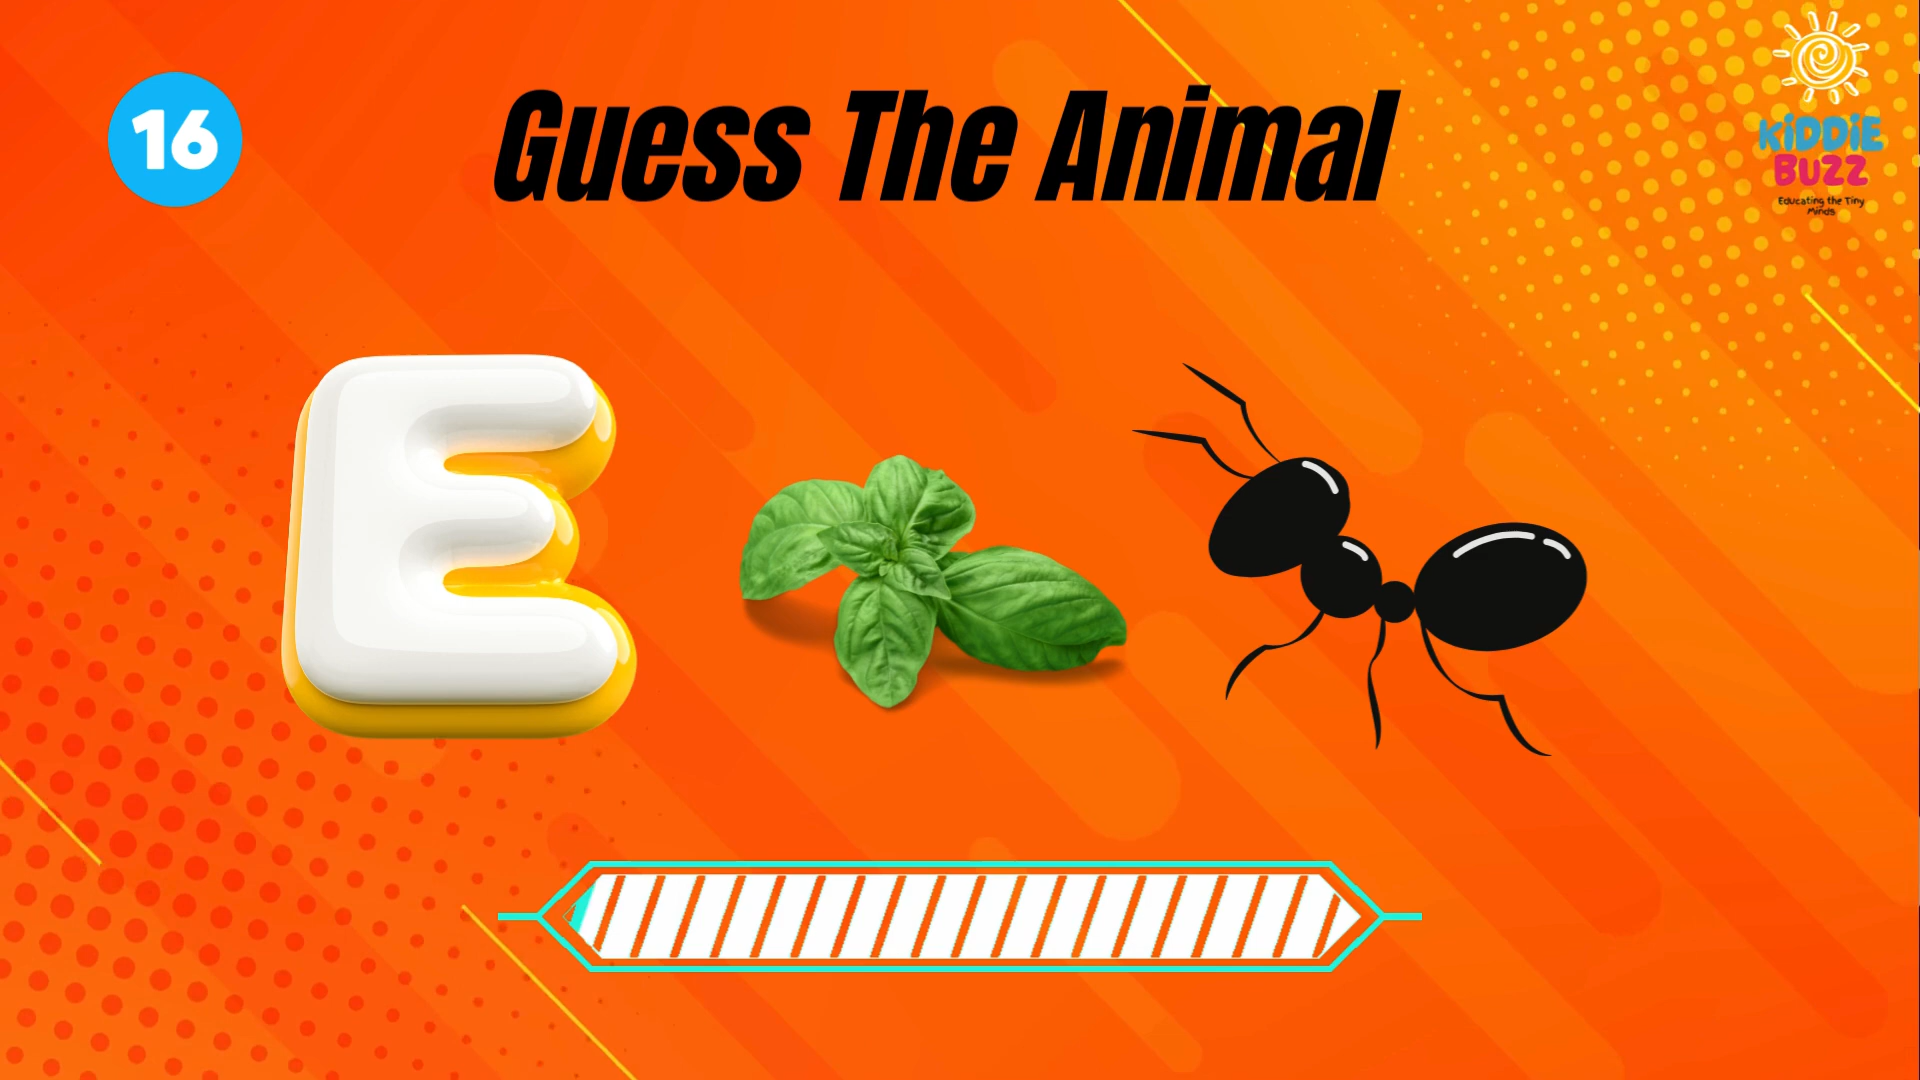 16
Guess The Animal
KiDDiE
BuZZ
Educating the Tiny
Minds
E